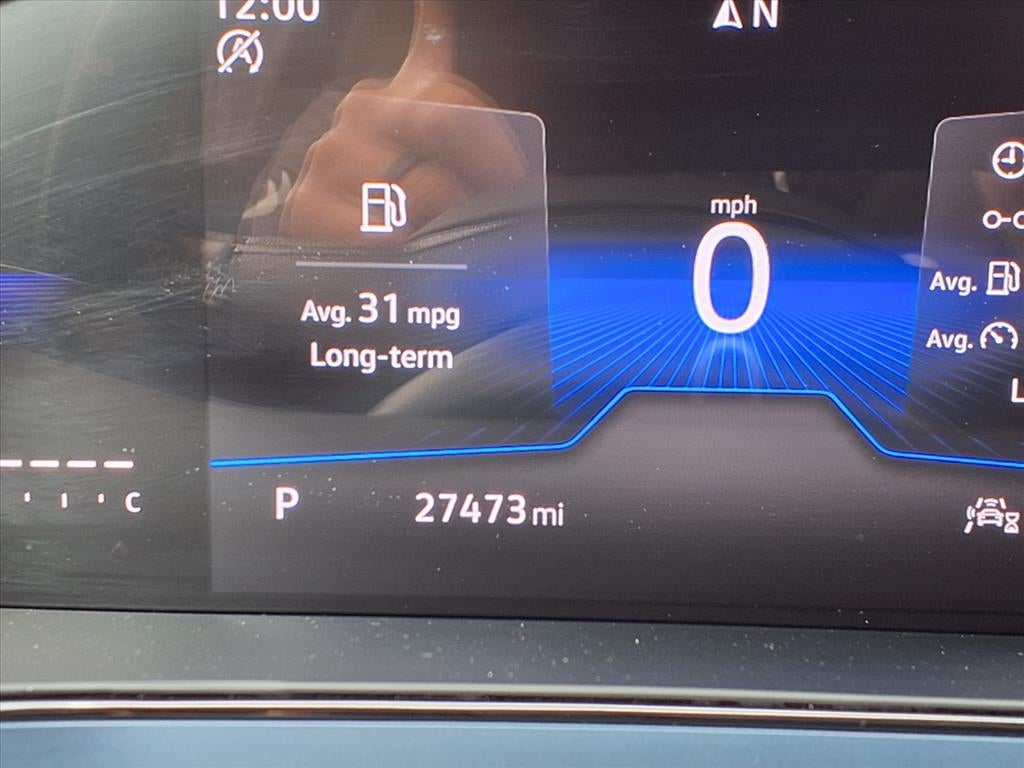 12:00
A
N
mph
0
Avg. 31 mpg
Long-term
Avg.
Avg.
L
C
P
27473 mi